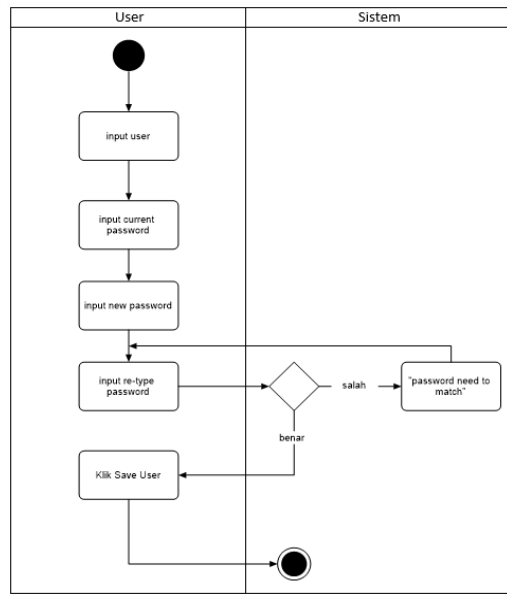 User
Sistem
input user
input current
password
input new password
input re-type
password
salah
"password need to
match"
benar
Klik Save User